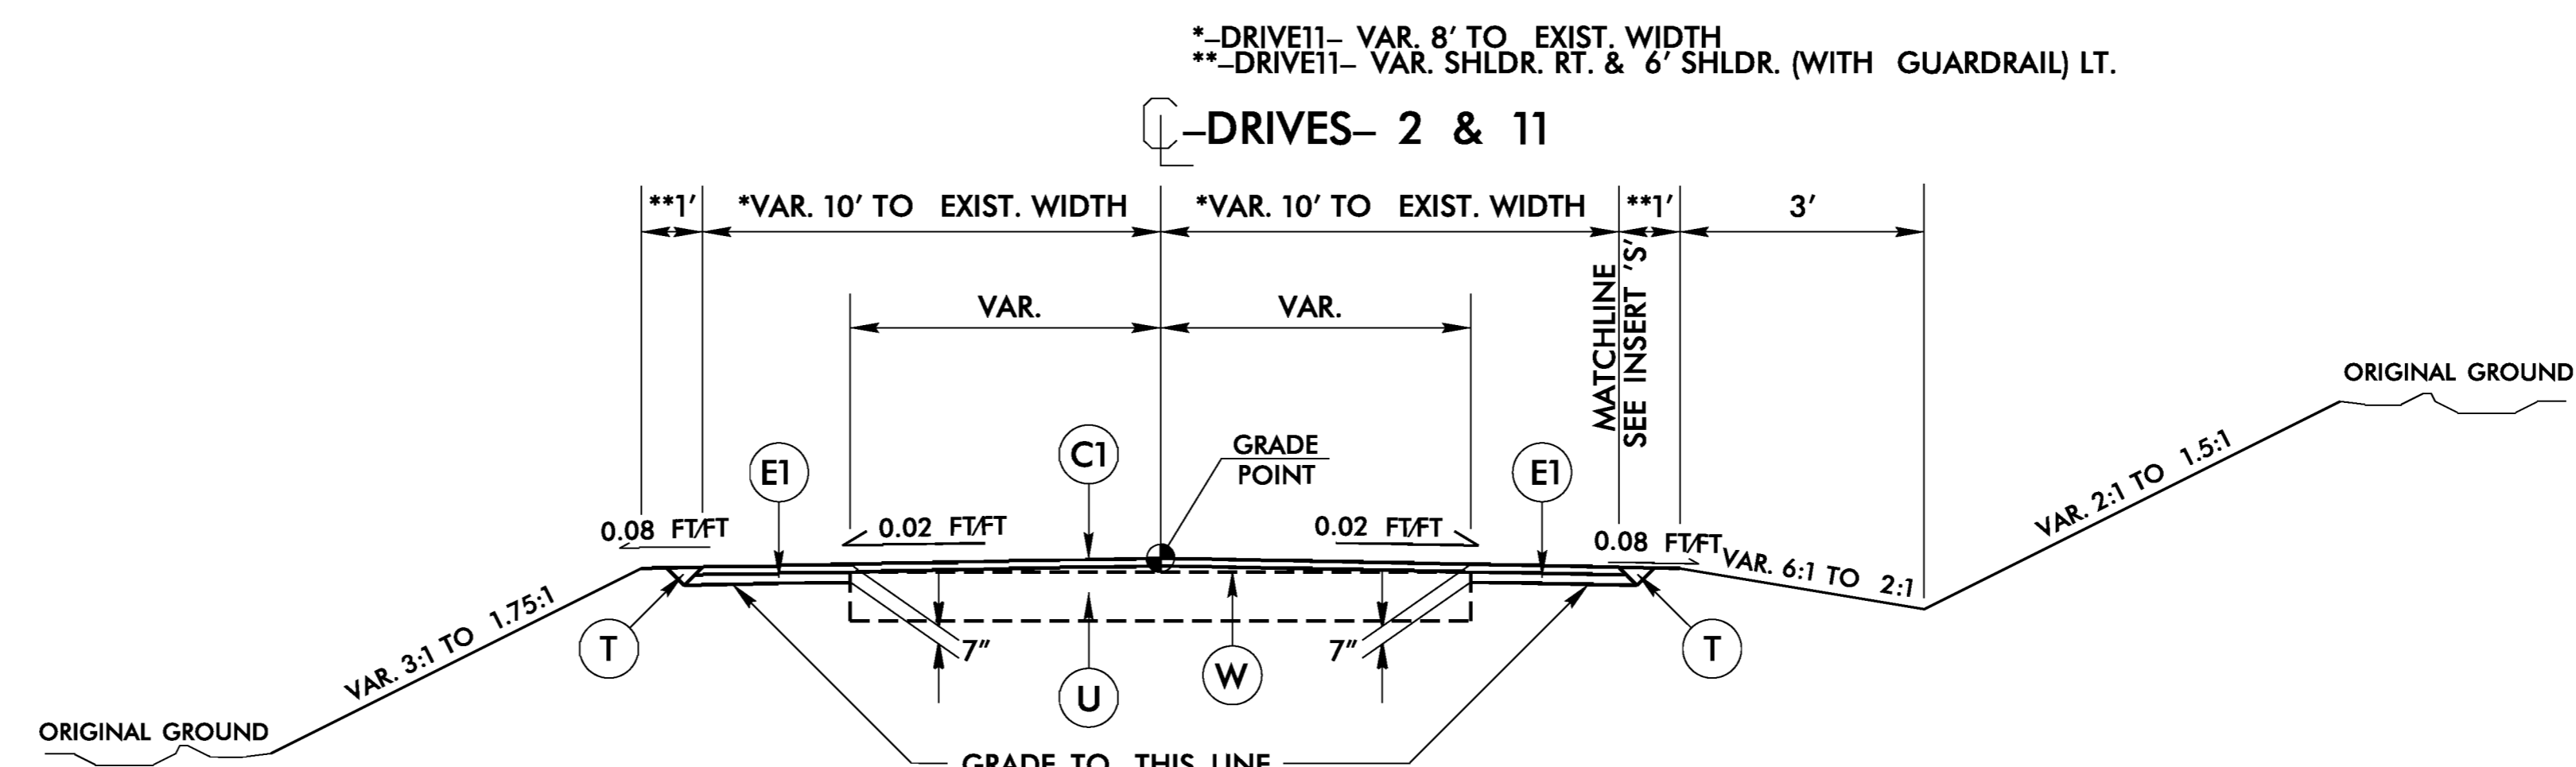 *–DRIVE11– VAR. 8' TO EXIST. WIDTH
**–DRIVE11– VAR. SHLDR. RT. & 6' SHLDR. (WITH GUARDRAIL) LT.
CL –DRIVES– 2 & 11
**1' *VAR. 10' TO EXIST. WIDTH *VAR. 10' TO EXIST. WIDTH **1' 3'
VAR. VAR.
MATCHLINE
SEE INSERT 'S'
ORIGINAL GROUND
E1 C1 GRADE E1
POINT
0.08 FT/FT 0.02 FT/FT 0.02 FT/FT 0.08 FT/FT
VAR. 6:1 TO 2:1
VAR. 2:1 TO 1.5:1
VAR. 3:1 TO 1.75:1
T 7" U W 7" T
ORIGINAL GROUND
GRADE TO THIS LINE